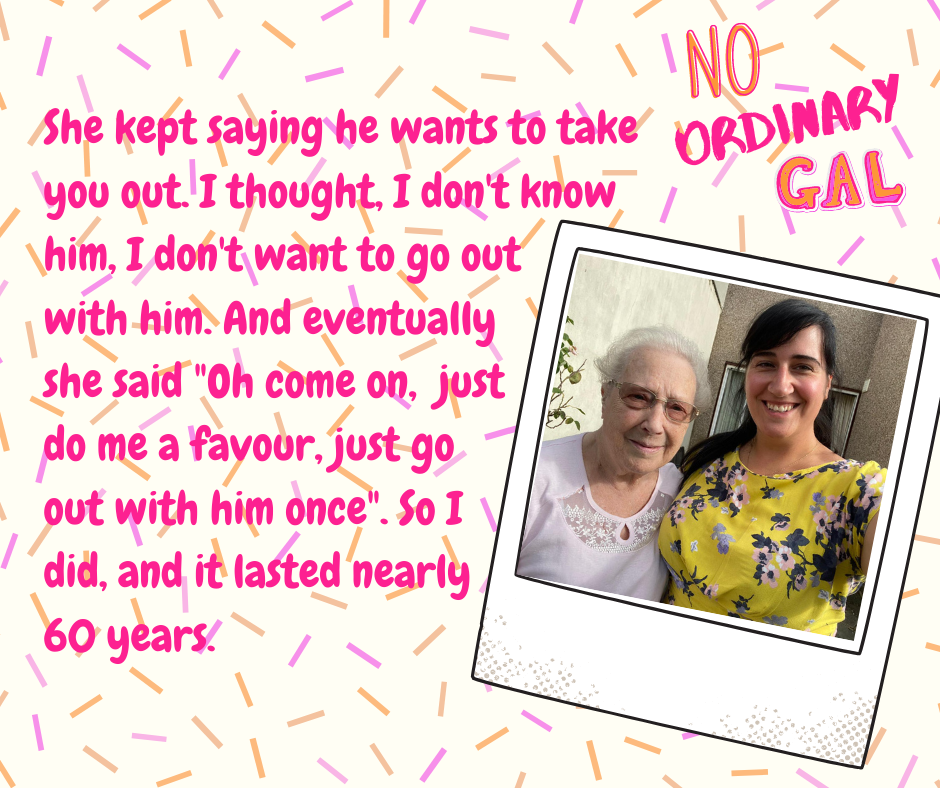 NO
ORDINARY
GAL
She kept saying he wants to take
you out. I thought, I don't know
him, I don't want to go out
with him. And eventually
she said "Oh come on,  just
do me a favour, just go
out with him once". So I
did, and it lasted nearly
60 years.